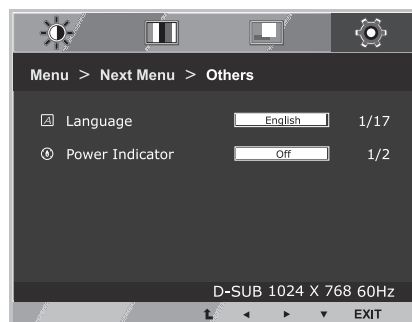 Menu > Next Menu > Others
A Language English 1/17
Power Indicator Off 1/2
D-SUB 1024 X 768 60Hz
EXIT